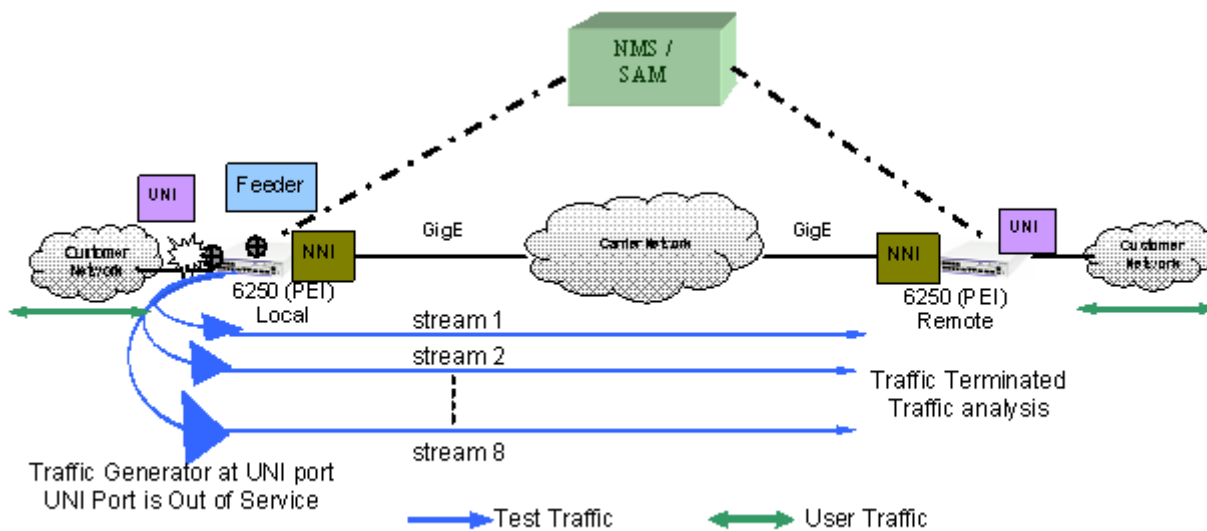 NMS /
SAM
UNI
Feeder
UNI
Customer
Network
NNI
GigE
Carrier Network
GigE
NNI
Customer
Network
6250 (PEI)
Local
6250 (PEI)
Remote
stream 1
stream 2
stream 8
Traffic Terminated
Traffic analysis
Traffic Generator at UNI port
UNI Port is Out of Service
Test Traffic
User Traffic